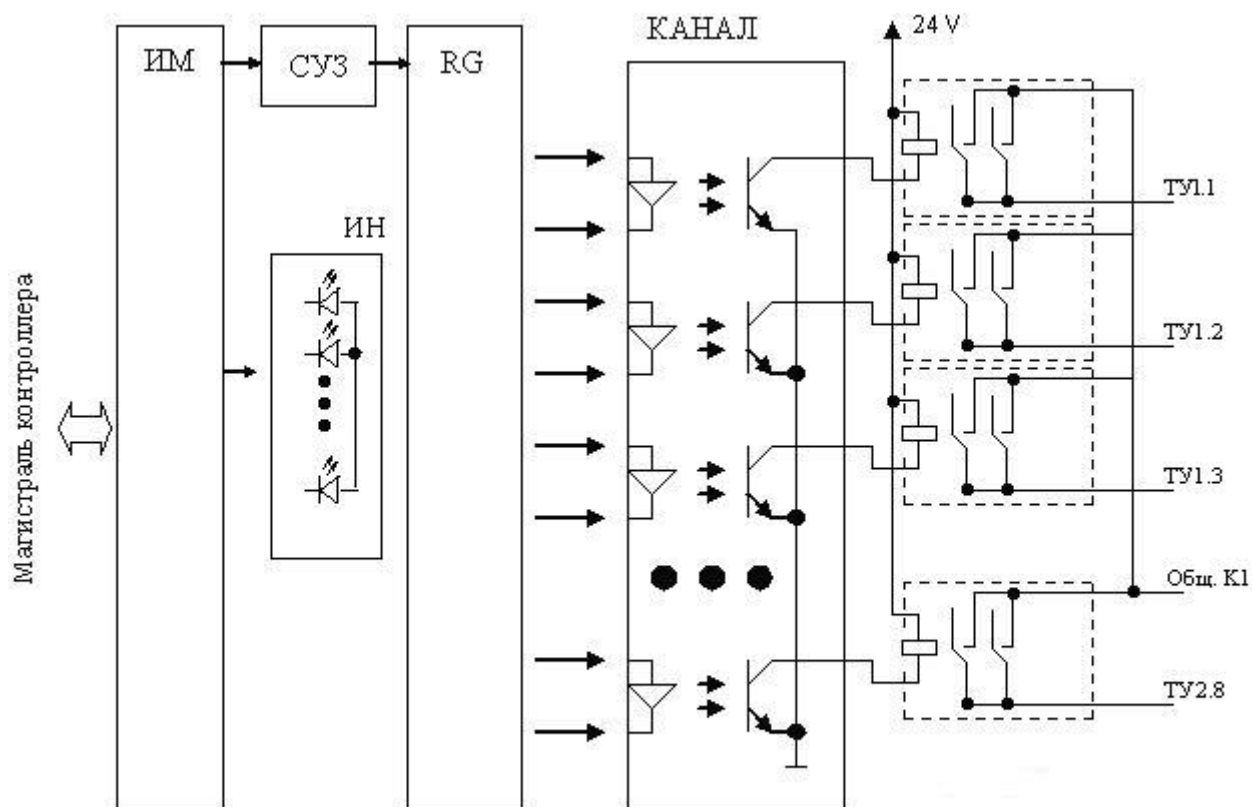 КАНАЛ
24 V
ИМ
СУЗ
RG
ИН
Магистраль контроллера
ТУ1.1
ТУ1.2
ТУ1.3
Общ. К1
ТУ2.8